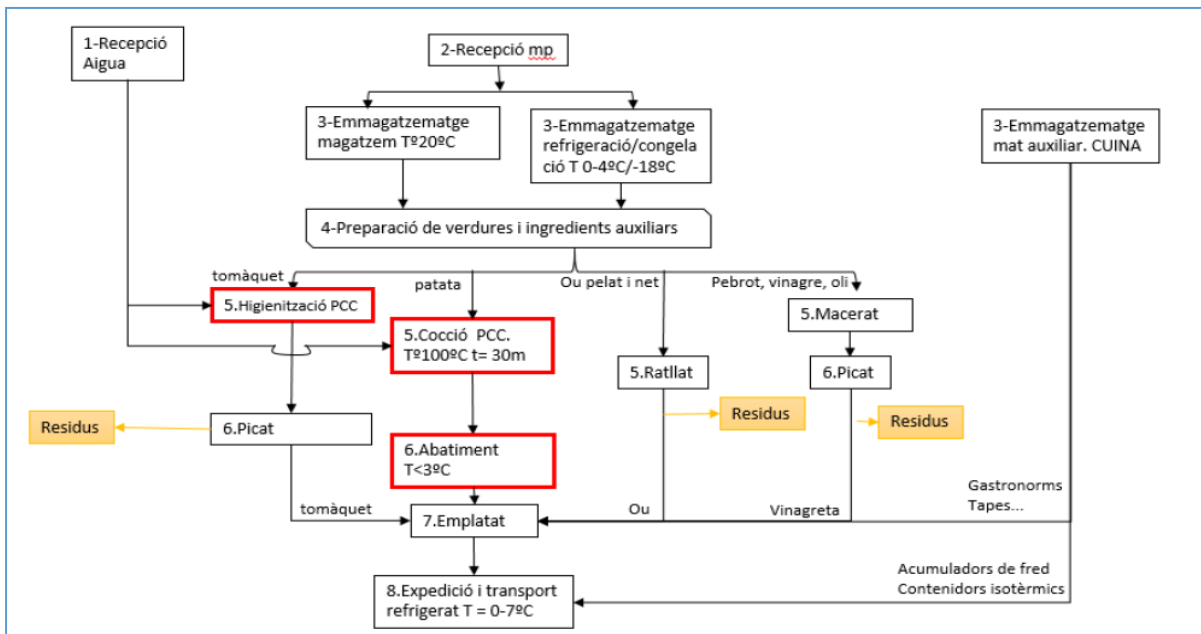 1-Recepció
Aigua
2-Recepció mp
3-Emmagatzematge
magatzem Tº20ºC
3-Emmagatzematge
refrigeració/congela
ció T 0-4ºC/-18ºC
3-Emmagatzematge
mat auxiliar. CUINA
4-Preparació de verdures i ingredients auxiliars
tomàquet
patata
Ou pelat i net
Pebrot, vinagre, oli
5.Higienització PCC
5.Cocció PCC.
Tº100ºC t= 30m
5.Macerat
5.Ratllat
6.Picat
Residus
6.Picat
Residus
Residus
6.Abatiment
T<3ºC
Gastronorms
Tapes...
tomàquet
7.Emplatat
Ou
Vinagreta
8.Expedició i transport
refrigerat T = 0-7ºC
Acumuladors de fred
Contenidors isotèrmics